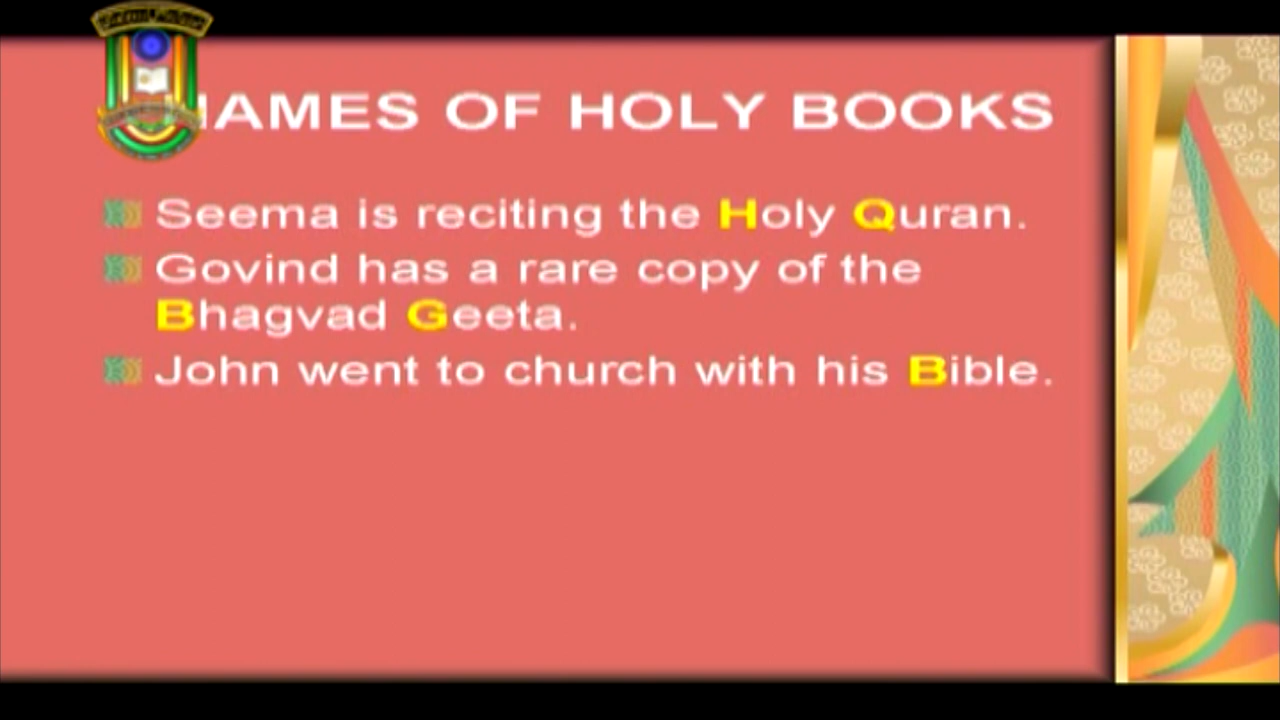 NAMES OF HOLY BOOKS
Seema is reciting the Holy Quran.
Govind has a rare copy of the
Bhagvad Geeta.
John went to church with his Bible.